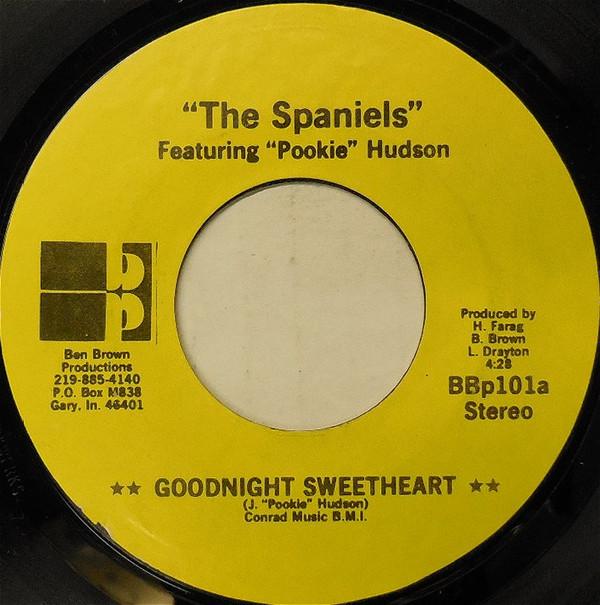 “The Spaniels”
Featuring “Pookie” Hudson
Ben Brown
Productions
219-885-4140
P.O. Box M838
Gary, In. 46401
Produced by
H. Farag
B. Brown
L. Drayton
4:28
BBp101a
Stereo
★★ GOODNIGHT SWEETHEART ★★
(J. “Pookie” Hudson)
Conrad Music B.M.I.